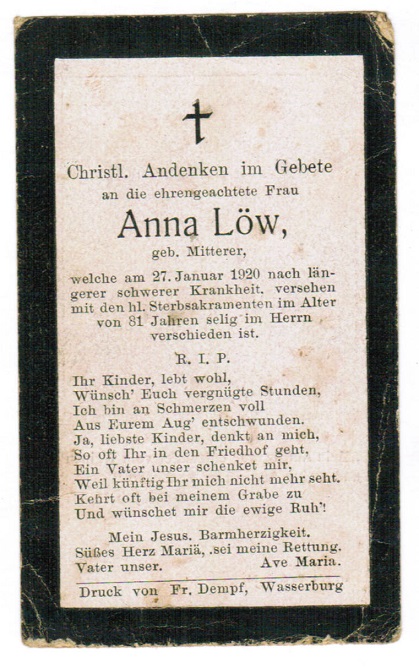 Christl. Andenken im Gebete
an die ehrengeachtete Frau
Anna Löw,
geb. Mitterer,
welche am 27. Januar 1920 nach län-
gerer schwerer Krankheit, versehen
mit den hl. Sterbsakramenten im Alter
von 81 Jahren selig im Herrn
verschieden ist.
R. I. P.
Ihr Kinder, lebt wohl,
Wünsch' Euch vergnügte Stunden,
Ich bin an Schmerzen voll
Aus Eurem Aug' entschwunden.
Ja, liebste Kinder, denkt an mich,
So oft Ihr in den Friedhof geht,
Ein Vater unser schenket mir,
Weil künftig Ihr mich nicht mehr seht.
Kehrt oft bei meinem Grabe zu
Und wünschet mir die ewige Ruh'!
Mein Jesus, Barmherzigkeit.
Süßes Herz Mariä, sei meine Rettung.
Vater unser. Ave Maria.
Druck von Fr. Dempf, Wasserburg